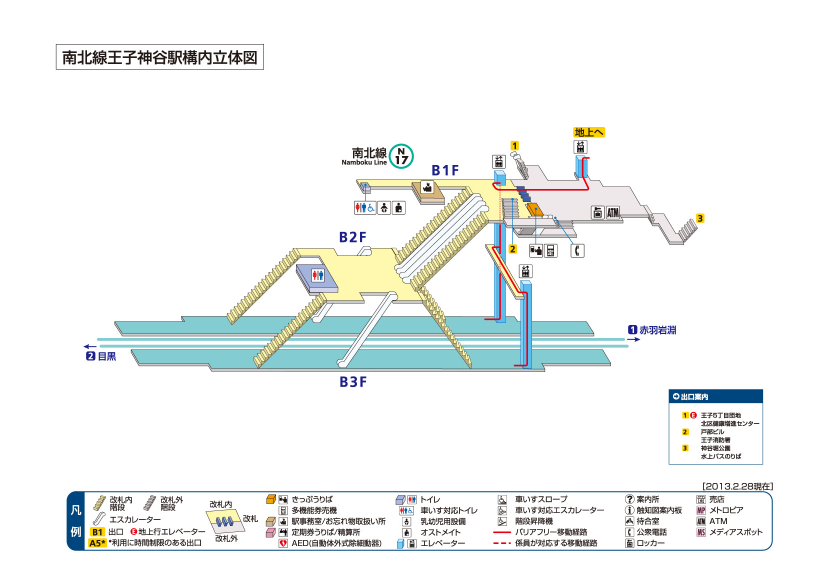 南北線王子神谷駅構内立体図
地上へ
1
南北線
Namboku Line
N
17
B1F
ATM
3
2
B2F
1 赤羽岩淵
2 目黒
B3F
出口案内
1 E 王子5丁目団地
北区健康増進センター
2 戸部ビル
王子消防署
3 神谷堀公園
水上バスのりば
[2013.2.28現在]
凡例
改札内階段
改札外階段
エスカレーター
B1 出口 E 地上行エレベーター
A5* *利用に時間制限のある出口
改札内
改札
改札外
きっぷうりば
多機能券売機
駅事務室/お忘れ物取扱い所
定期券うりば/精算所
AED(自動体外式除細動器)
トイレ
車いす対応トイレ
乳幼児用設備
オストメイト
エレベーター
車いすスロープ
車いす対応エスカレーター
階段昇降機
バリアフリー移動経路
係員が対応する移動経路
? 案内所
i 触知図案内板
待合室
公衆電話
ロッカー
売店
MP メトロピア
ATM ATM
MS メディアスポット